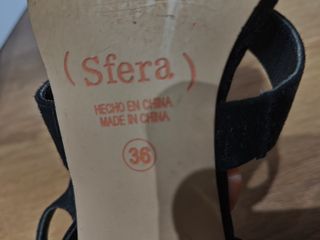 (Sfera)
HECHO EN CHINA
MADE IN CHINA
36